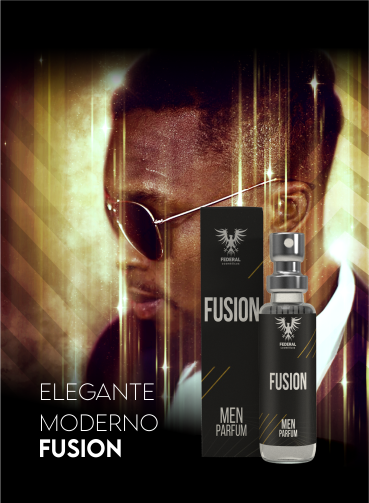 FEDERAL
FUSION
MEN
PARFUM
FEDERAL
FUSION
MEN
PARFUM
ELEGANTE
MODERNO
FUSION